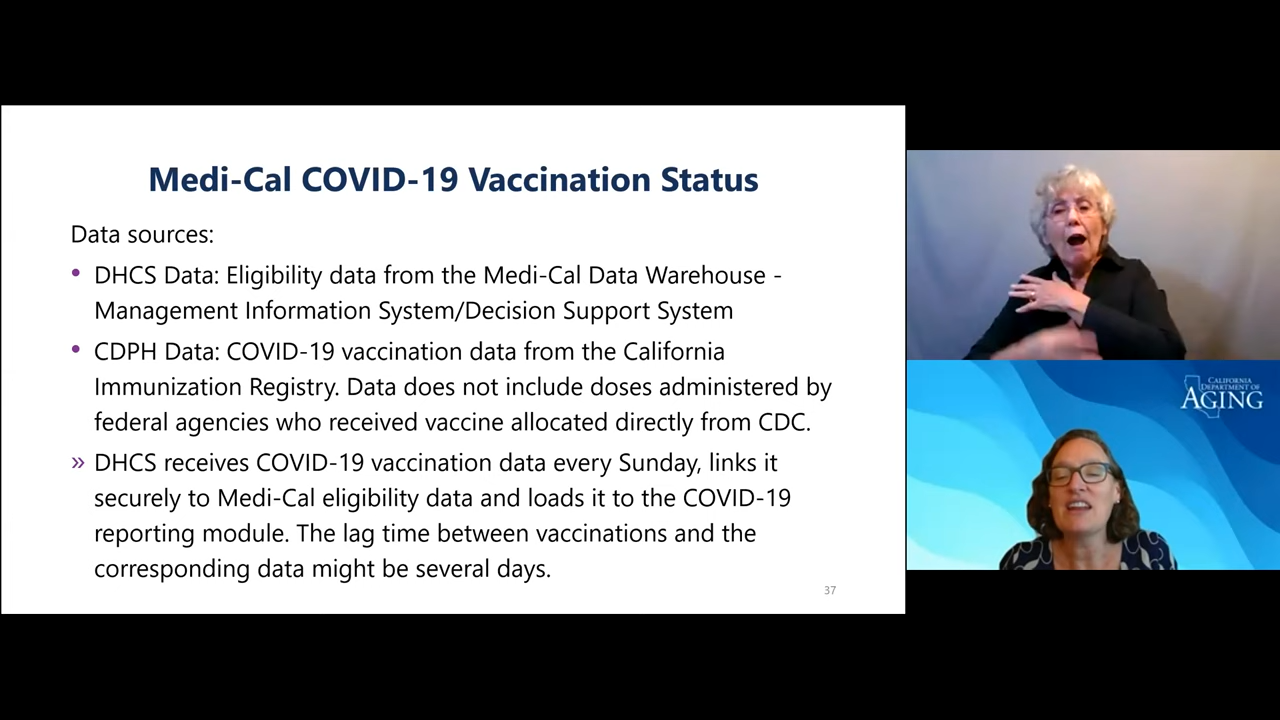 Medi-Cal COVID-19 Vaccination Status
Data sources:
• DHCS Data: Eligibility data from the Medi-Cal Data Warehouse -
Management Information System/Decision Support System
• CDPH Data: COVID-19 vaccination data from the California
Immunization Registry. Data does not include doses administered by
federal agencies who received vaccine allocated directly from CDC.
» DHCS receives COVID-19 vaccination data every Sunday, links it
securely to Medi-Cal eligibility data and loads it to the COVID-19
reporting module. The lag time between vaccinations and the
corresponding data might be several days.
37
CALIFORNIA
DEPARTMENT OF
AGING